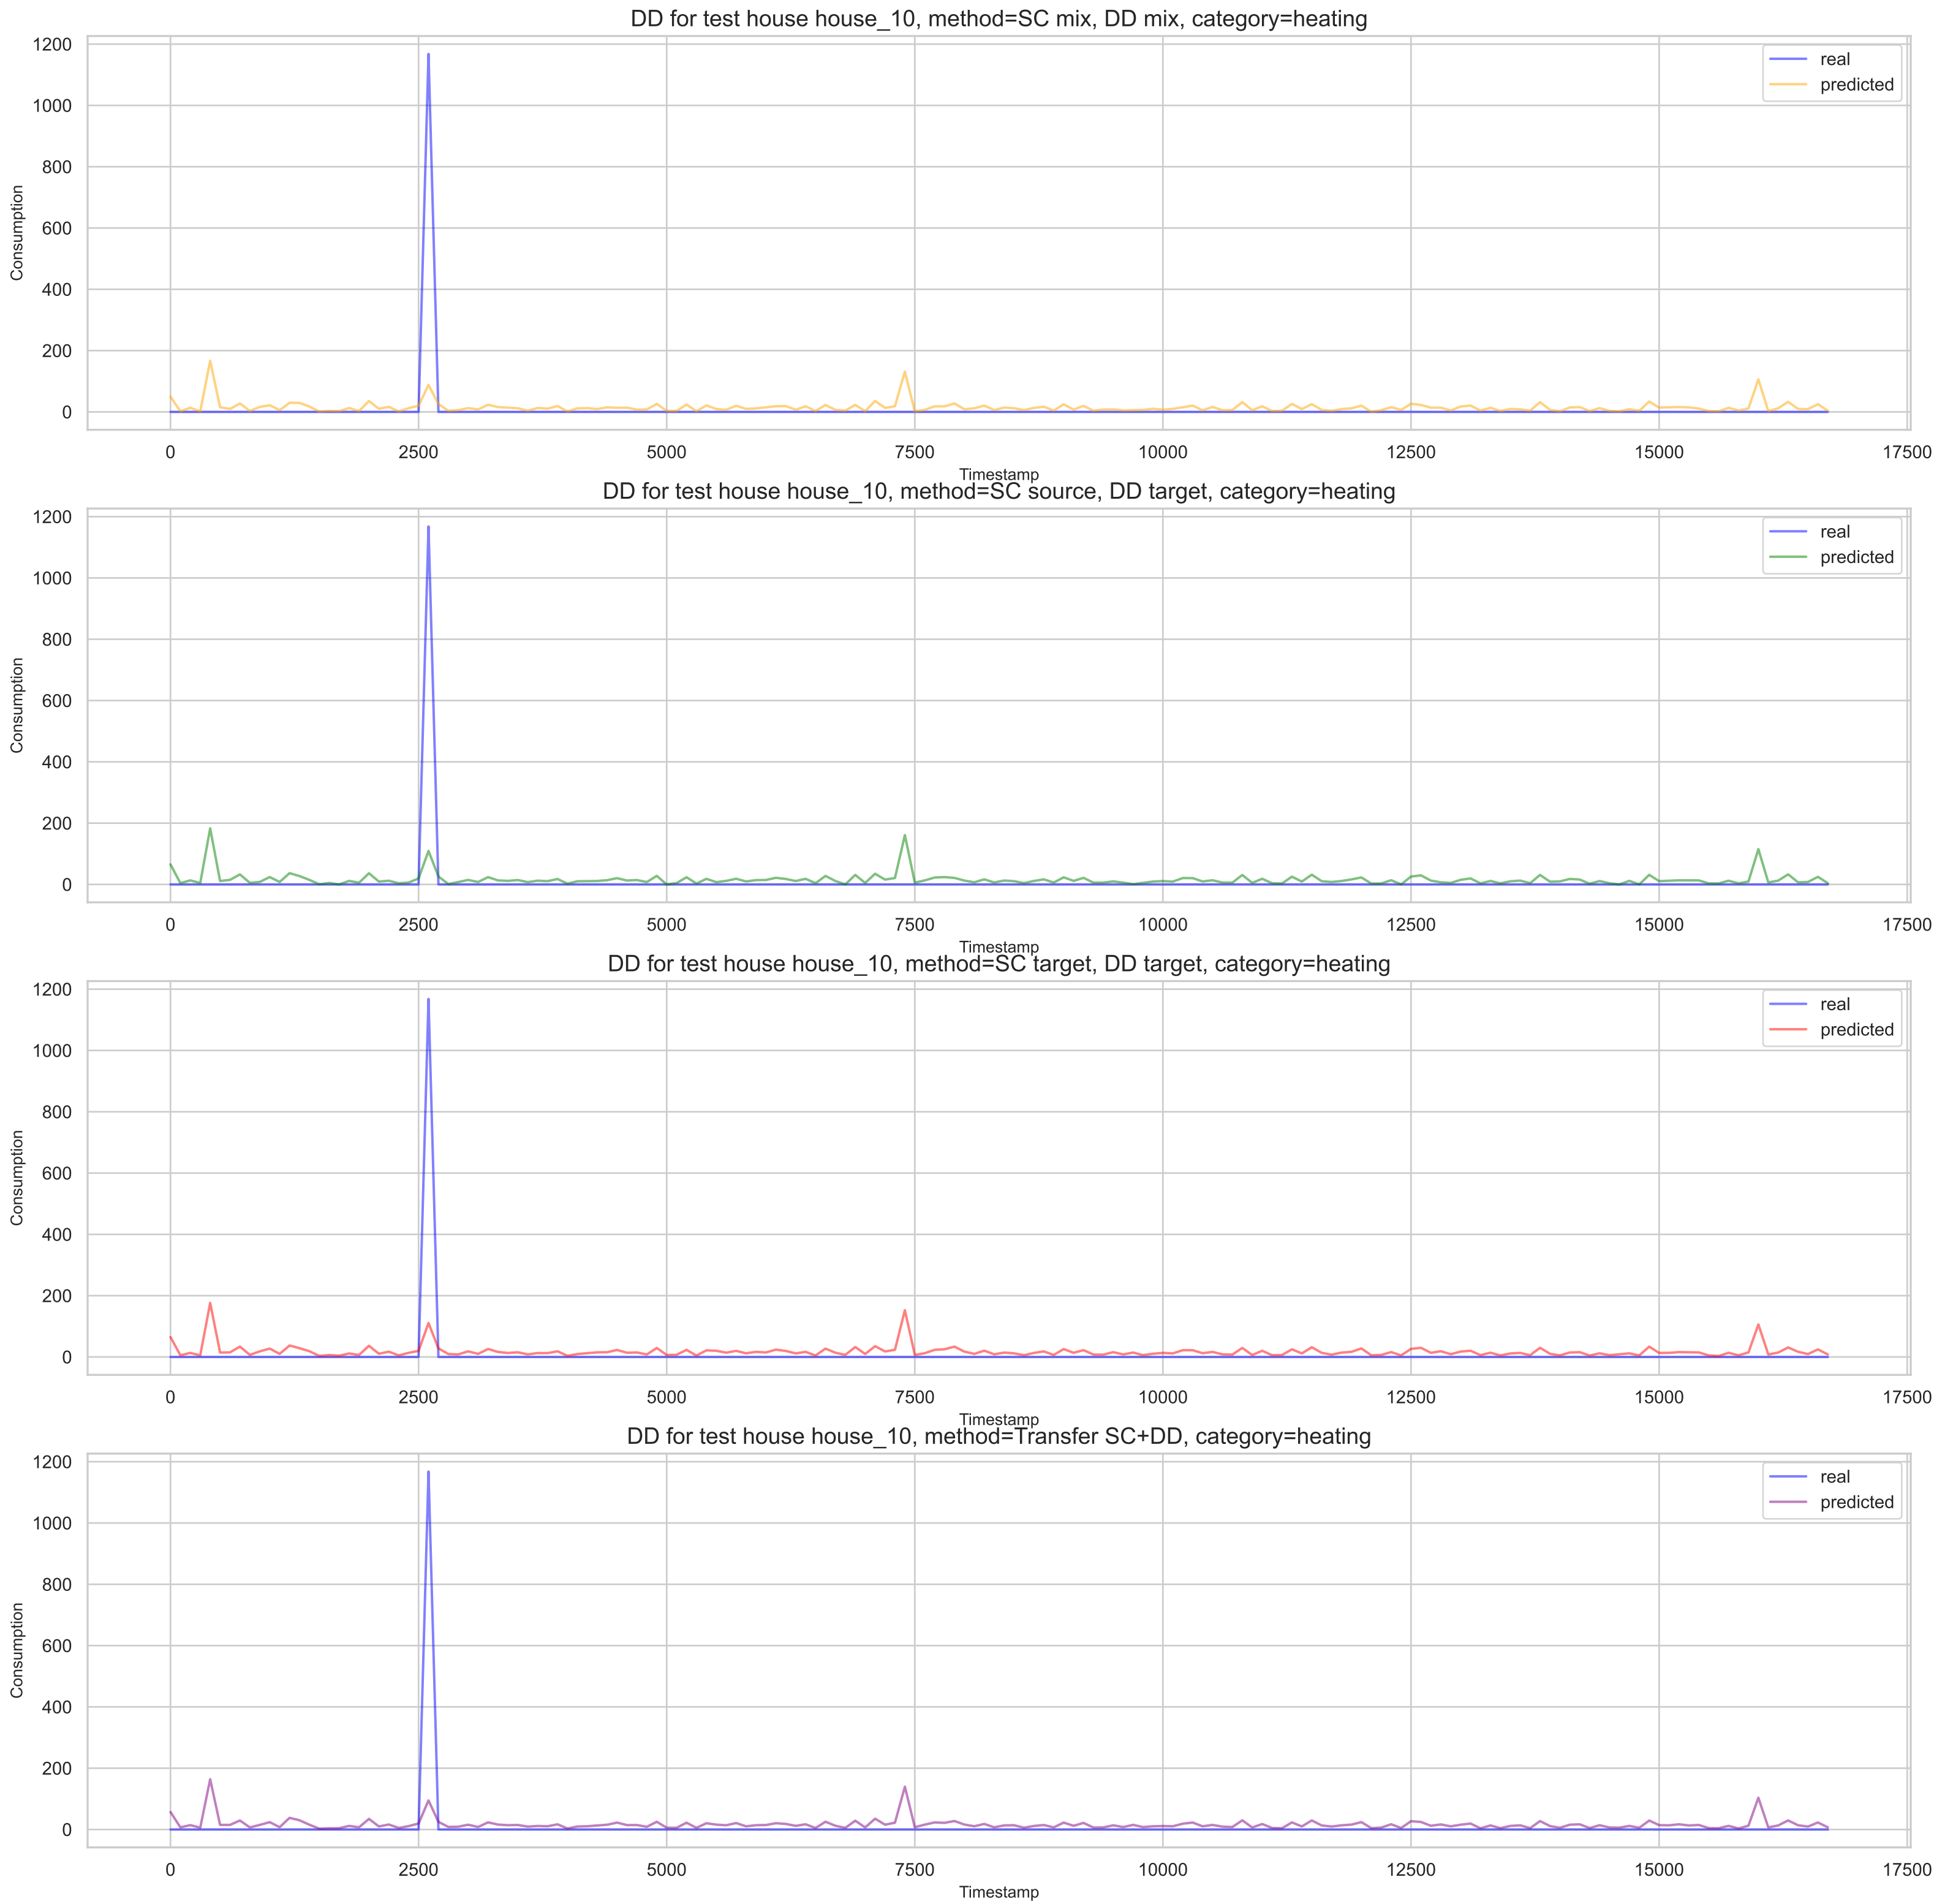 DD for test house house_10, method=SC mix, DD mix, category=heating
1200
1000
800
600
400
200
0
Consumption
real
predicted
0 2500 5000 7500 10000 12500 15000 17500
Timestamp
DD for test house house_10, method=SC source, DD target, category=heating
1200
1000
800
600
400
200
0
Consumption
real
predicted
0 2500 5000 7500 10000 12500 15000 17500
Timestamp
DD for test house house_10, method=SC target, DD target, category=heating
1200
1000
800
600
400
200
0
Consumption
real
predicted
0 2500 5000 7500 10000 12500 15000 17500
Timestamp
DD for test house house_10, method=Transfer SC+DD, category=heating
1200
1000
800
600
400
200
0
Consumption
real
predicted
0 2500 5000 7500 10000 12500 15000 17500
Timestamp